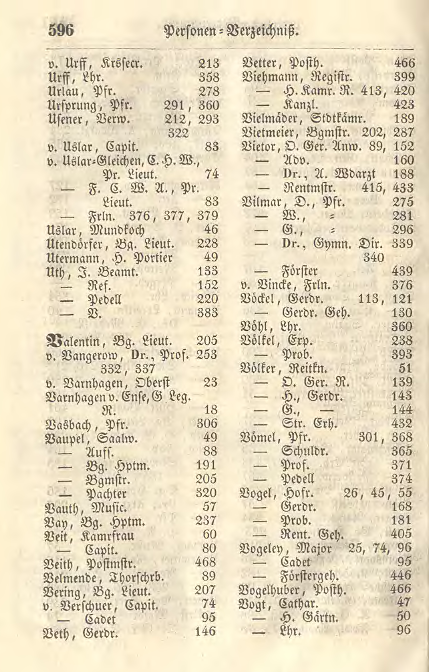 596 Personen-Verzeichniß.
v. Urff, Krsfecr. 213
Urff, Lhr. 358
Urlau, Pfr. 278
Ursprung, Pfr. 291, 360
Usener, Verw. 212, 293
322
v. Uslar, Capit. 83
v. Uslar-Gleichen, C. H. W.,
Pr. Lieut. 74
— F. C. W. A., Pr.
Lieut. 83
— Frln. 376, 377, 379
Uslar, Mundkoch 46
Utendörfer, Bg. Lieut. 228
Utermann, H. Portier 49
Uth, J. Beamt. 133
— Ref. 152
— Pedell 220
— V. 383
Valentin, Bg. Lieut. 205
v. Vangerow, Dr., Prof. 253
332, 337
v. Varnhagen, Oberst 23
Varnhagen v. Ense, G Leg.
R. 18
Vasbach, Pfr. 306
Vaupel, Saalw. 49
— Auff. 88
— Bg. Hptm. 191
— Bgmstr. 205
— Pachter 320
Vauth, Music. 57
Vay, Bg. Hptm. 237
Veit, Kamrfrau 60
— Capit. 80
Veith, Postmstr. 468
Velmende, Thorschrb. 89
Vering, Bg. Lieut. 207
v. Verschuer, Capit. 74
— Cadet 95
Veth, Gerdr. 146
Vetter, Posth. 466
Viehmann, Registr. 399
— H. Kamr. R. 413, 420
— Kanzl. 423
Vielmäder, Stdtkämr. 189
Vietmeier, Bgmstr. 202, 287
Vietor, O. Ger. Anw. 89, 152
— Adv. 160
— Dr., A. Wdarzt 188
— Rentmstr. 415, 433
Vilmar, D., Pfr. 275
— W., = 281
— G., = 296
— Dr., Gymn. Dir. 339
340
— Förster 439
v. Vincke, Frln. 376
Vöckel, Gerdr. 113, 121
— Gerdr. Geh. 130
Vöhl, Lhr. 360
Völkel, Erp. 238
— Prob. 393
Völker, Reitkn. 51
— O. Ger. R. 139
— H., Gerdr. 143
— G., — 144
— Str. Erh. 432
Vömel, Pfr. 301, 368
— Schuldr. 365
— Prof. 371
— Pedell 374
Vogel, Hofr. 26, 45, 55
— Gerdr. 168
— Prob. 181
— Rent. Geh. 405
Vogeley, Major 25, 74, 96
— Cadet 95
— Förstergeh. 446
Vogelhuber, Posth. 466
Vogt, Cathar. 47
— H. Gärtn. 50
— Lhr. 96